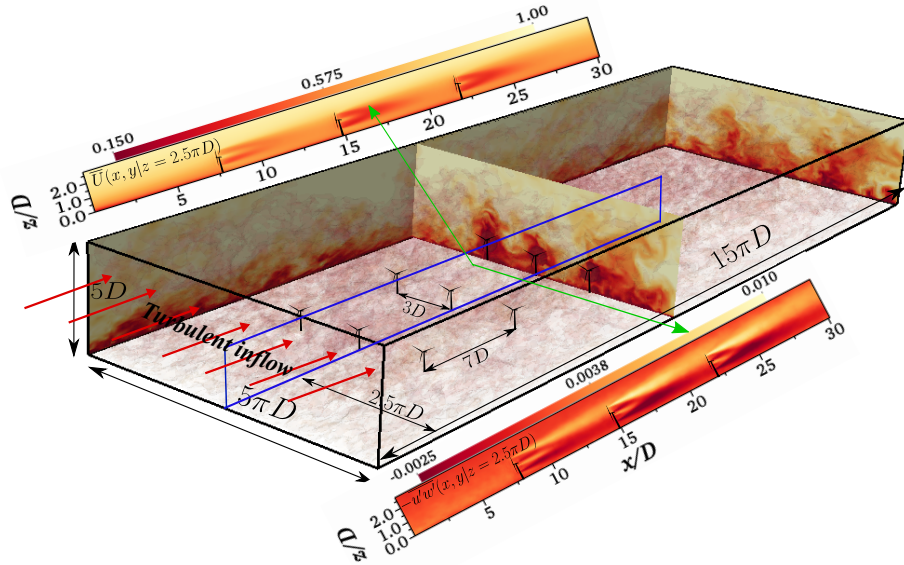 1.00
0.575
0.150
U̅(x, y|z = 2.5πD)
z/D
2.0
1.0
0.0
5
10
15
20
25
30
5D
Turbulent inflow
5πD
2.5πD
3D
7D
15πD
0.010
0.0038
-0.0025
−u′w′(x, y|z = 2.5πD)
z/D
2.0
1.0
0.0
5
10
15
20
25
30
x/D